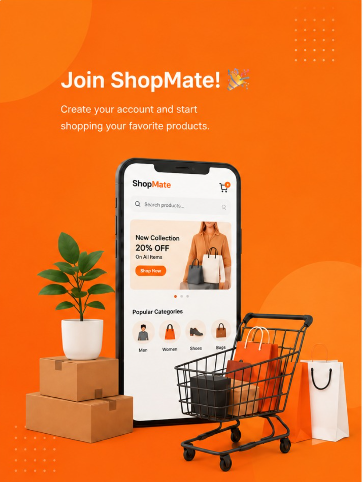 Join ShopMate! 🎉
Create your account and start
shopping your favorite products.
ShopMate
Search products...
New Collection
20% OFF
On All Items
Shop Now
Popular Categories
Men Women Shoes Bags